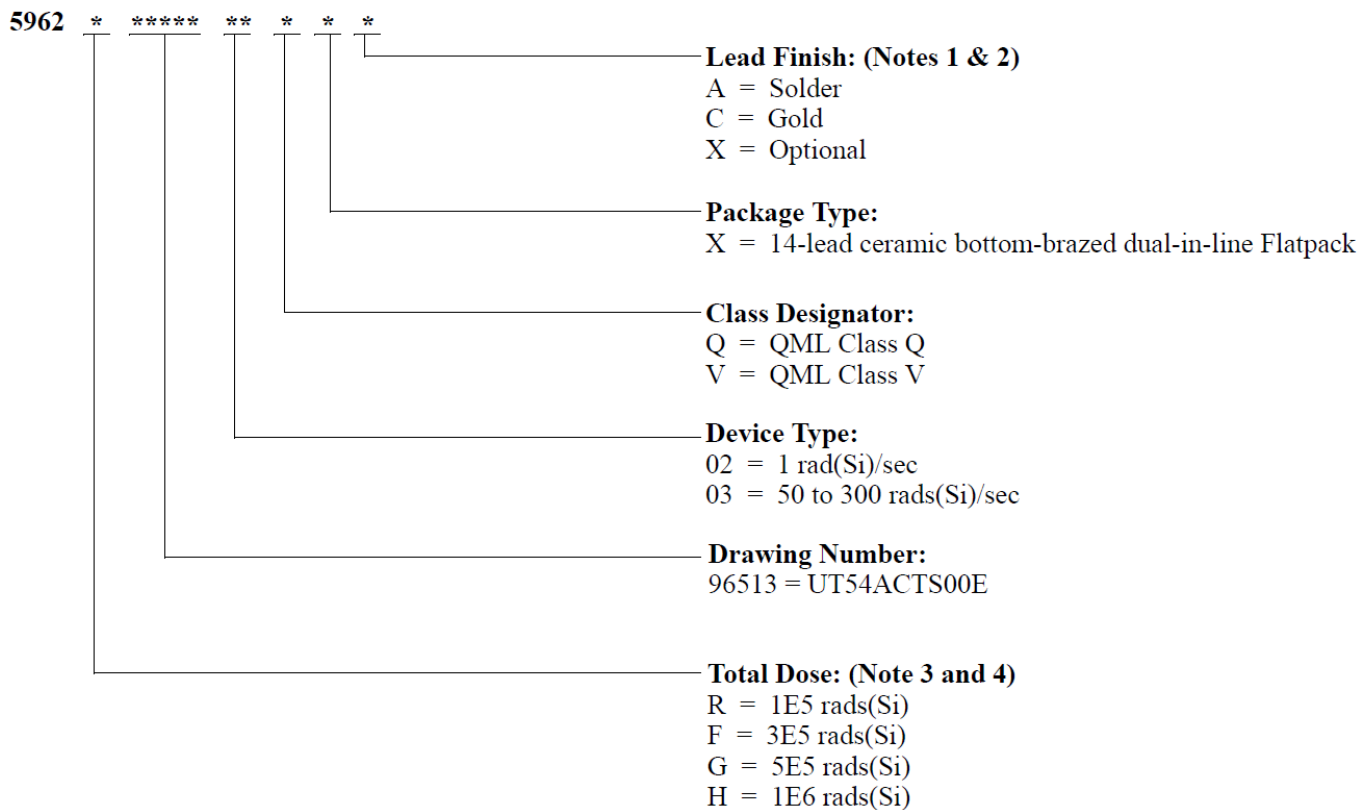 5962 * ***** ** * * *
Lead Finish: (Notes 1 & 2)
A = Solder
C = Gold
X = Optional
Package Type:
X = 14-lead ceramic bottom-brazed dual-in-line Flatpack
Class Designator:
Q = QML Class Q
V = QML Class V
Device Type:
02 = 1 rad(Si)/sec
03 = 50 to 300 rads(Si)/sec
Drawing Number:
96513 = UT54ACTS00E
Total Dose: (Note 3 and 4)
R = 1E5 rads(Si)
F = 3E5 rads(Si)
G = 5E5 rads(Si)
H = 1E6 rads(Si)